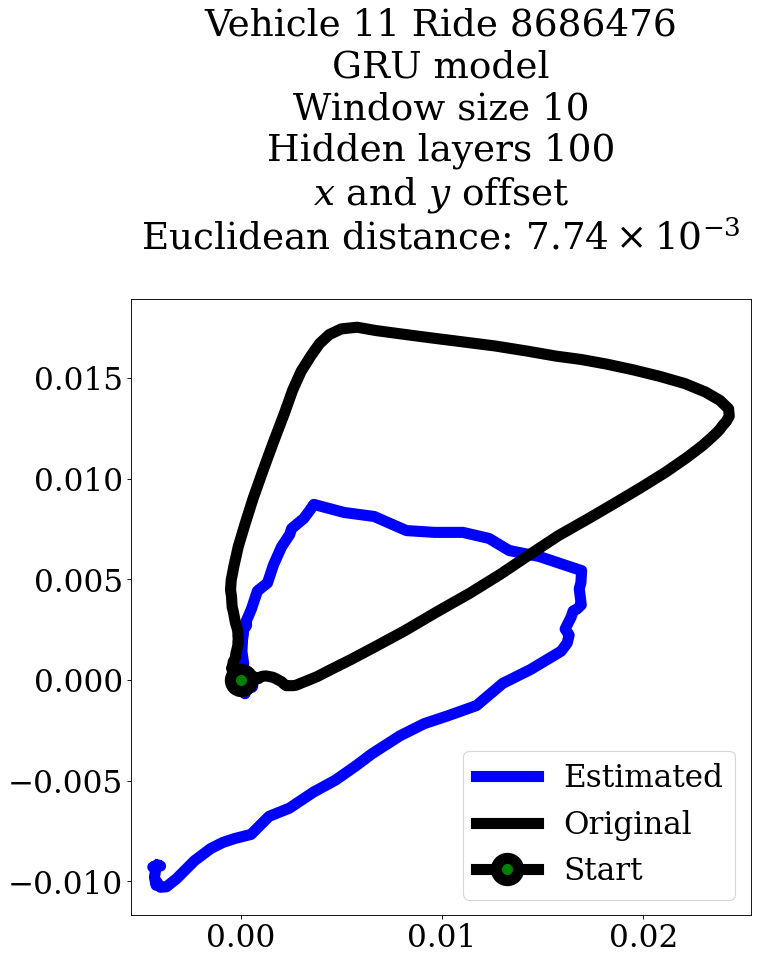 Vehicle 11 Ride 8686476
GRU model
Window size 10
Hidden layers 100
x and y offset
Euclidean distance: 7.74 × 10⁻³
0.015
0.010
0.005
0.000
−0.005
−0.010
Estimated
Original
Start
0.00 0.01 0.02